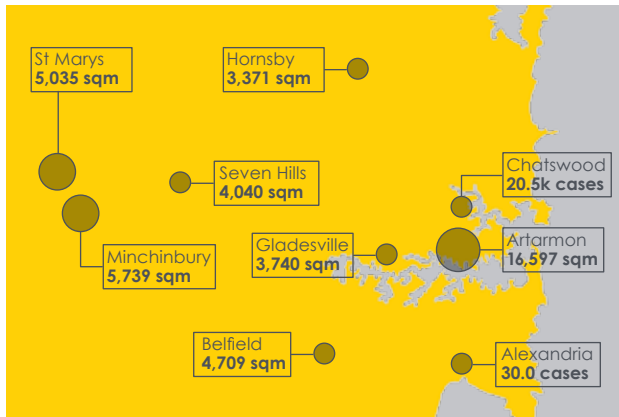 St Marys
5,035 sqm
Hornsby
3,371 sqm
Seven Hills
4,040 sqm
Chatswood
20.5k cases
Minchinbury
5,739 sqm
Gladesville
3,740 sqm
Artarmon
16,597 sqm
Belfield
4,709 sqm
Alexandria
30.0 cases